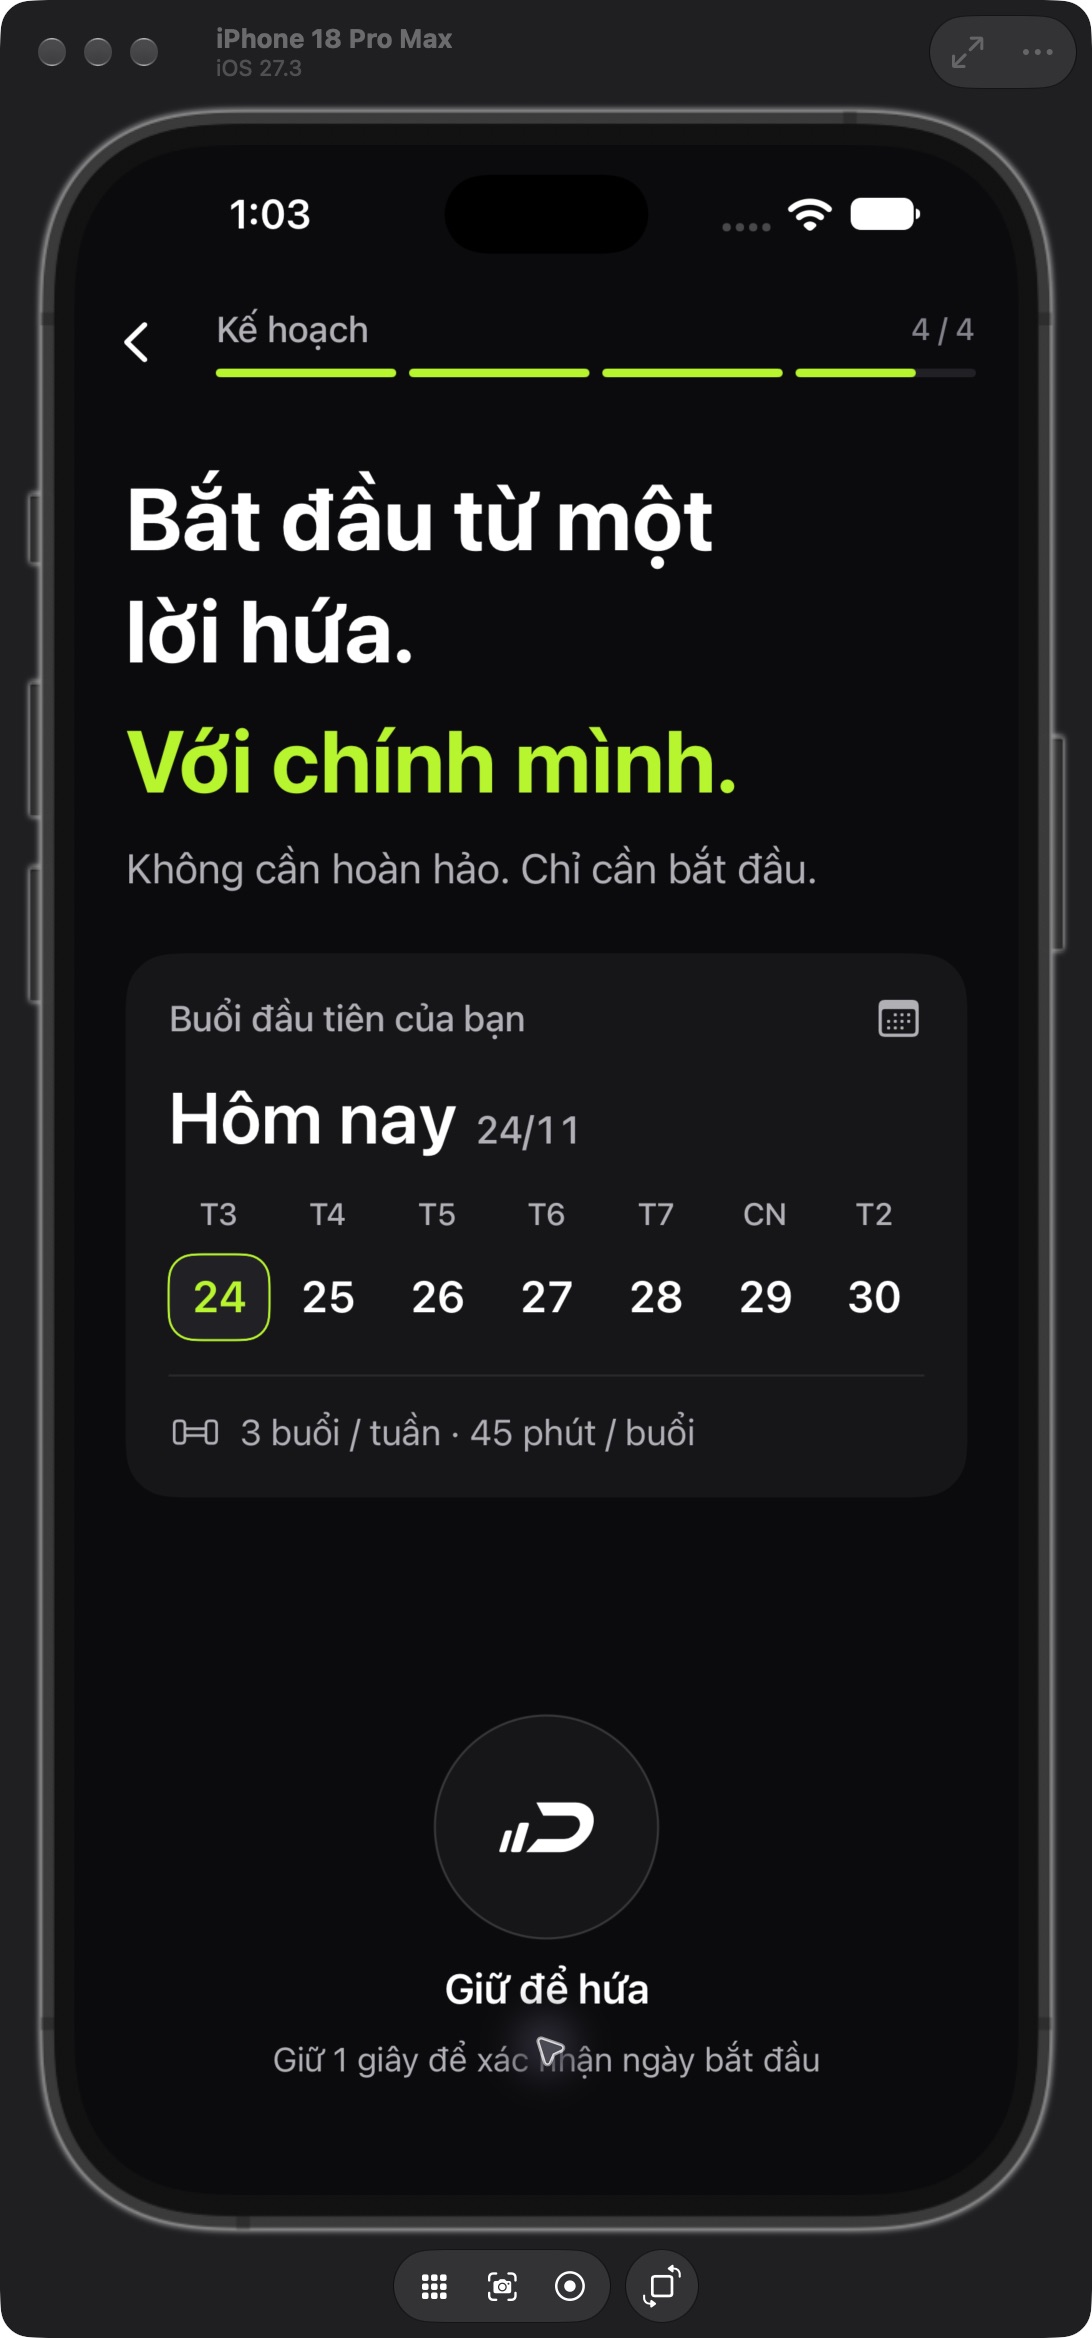 iPhone 18 Pro Max
iOS 27.3
1:03
Kế hoạch
4 / 4
Bắt đầu từ một
lời hứa.
Với chính mình.
Không cần hoàn hảo. Chỉ cần bắt đầu.
Buổi đầu tiên của bạn
Hôm nay 24/11
T3 T4 T5 T6 T7 CN T2
24 25 26 27 28 29 30
3 buổi / tuần · 45 phút / buổi
Giữ để hứa
Giữ 1 giây để xác nhận ngày bắt đầu